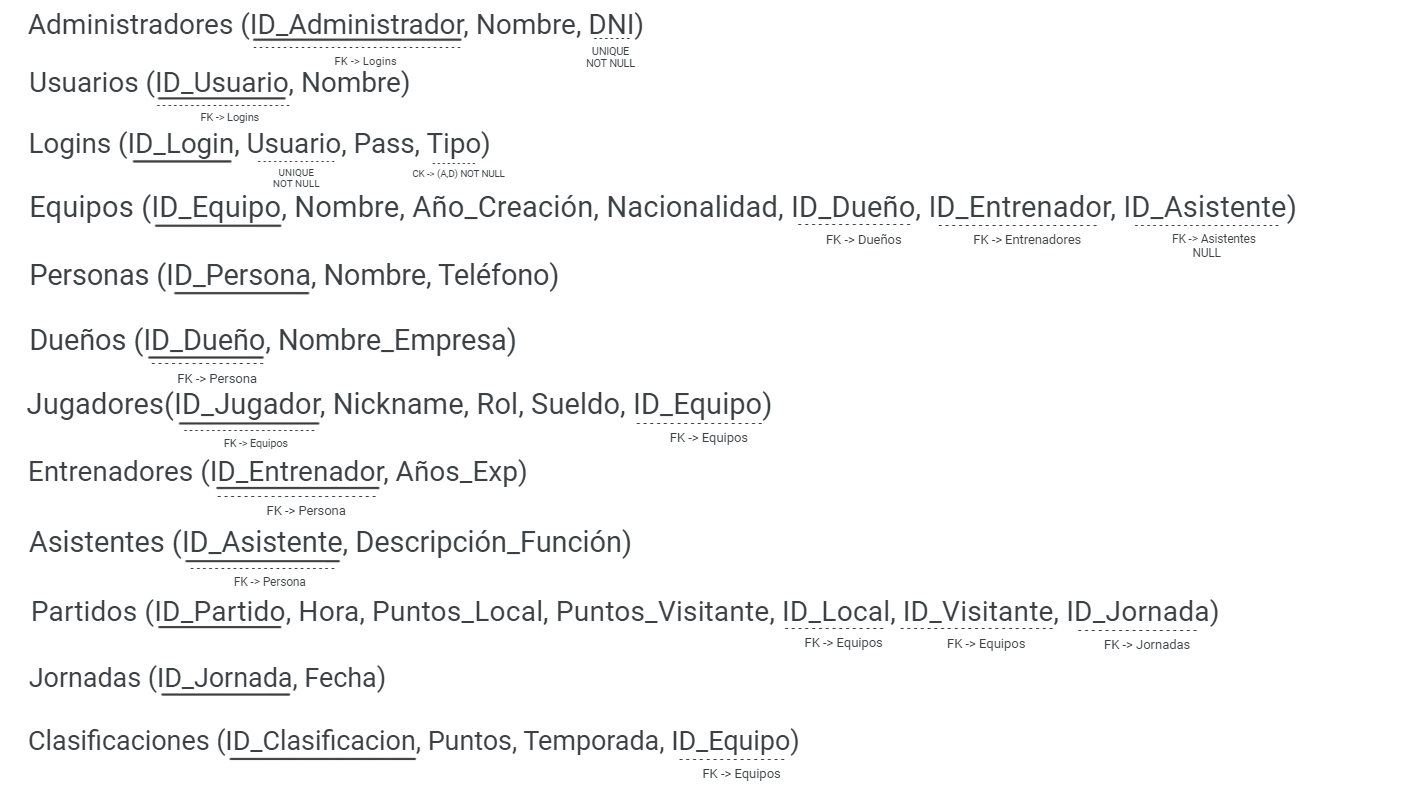 Administradores (ID_Administrador, Nombre, DNI)
FK -> Logins
UNIQUE
NOT NULL
Usuarios (ID_Usuario, Nombre)
FK -> Logins
Logins (ID_Login, Usuario, Pass, Tipo)
UNIQUE
NOT NULL
CK -> (A,D) NOT NULL
Equipos (ID_Equipo, Nombre, Año_Creación, Nacionalidad, ID_Dueño, ID_Entrenador, ID_Asistente)
FK -> Dueños FK -> Entrenadores FK -> Asistentes
NULL
Personas (ID_Persona, Nombre, Teléfono)
Dueños (ID_Dueño, Nombre_Empresa)
FK -> Persona
Jugadores(ID_Jugador, Nickname, Rol, Sueldo, ID_Equipo)
FK -> Equipos FK -> Equipos
Entrenadores (ID_Entrenador, Años_Exp)
FK -> Persona
Asistentes (ID_Asistente, Descripción_Función)
FK -> Persona
Partidos (ID_Partido, Hora, Puntos_Local, Puntos_Visitante, ID_Local, ID_Visitante, ID_Jornada)
FK -> Equipos FK -> Equipos FK -> Jornadas
Jornadas (ID_Jornada, Fecha)
Clasificaciones (ID_Clasificacion, Puntos, Temporada, ID_Equipo)
FK -> Equipos